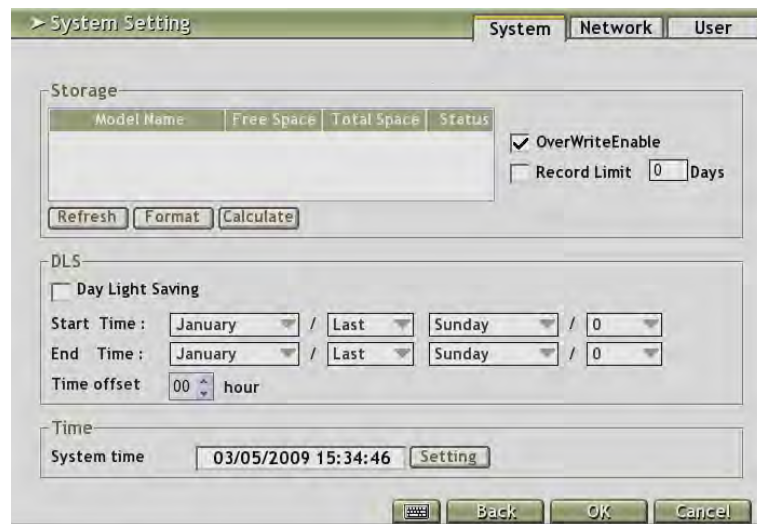 System Setting
System Network User
Storage
Model Name Free Space Total Space Status
OverWriteEnable
Record Limit 0 Days
Refresh Format Calculate
DLS
Day Light Saving
Start Time : January / Last Sunday / 0
End Time : January / Last Sunday / 0
Time offset 00 hour
Time
System time 03/05/2009 15:34:46 Setting
Back OK Cancel